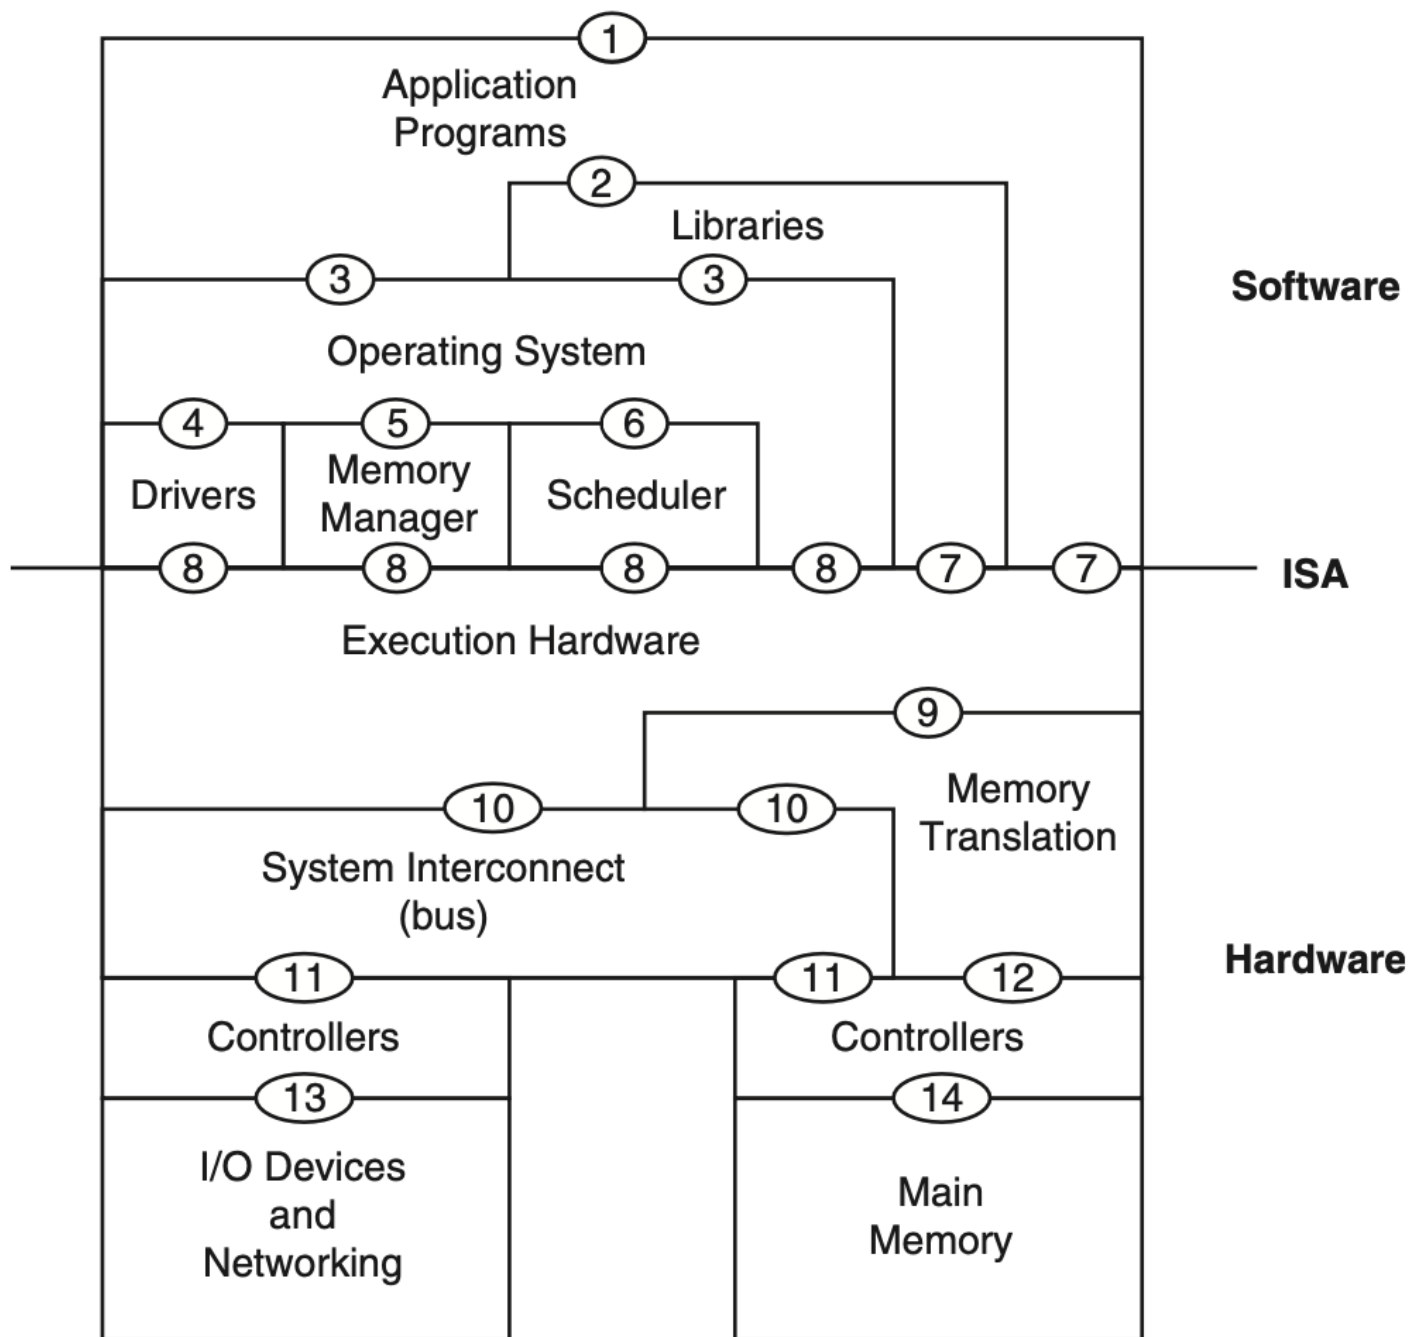 1
Application
Programs
2
Libraries
3 3
Software
Operating System
4 5 6
Memory
Manager
Drivers
Scheduler
8 8 8 8 7 7
ISA
Execution Hardware
9
Memory
Translation
10 10
System Interconnect
(bus)
Hardware
11 11 12
Controllers Controllers
13 14
I/O Devices
and
Networking
Main
Memory